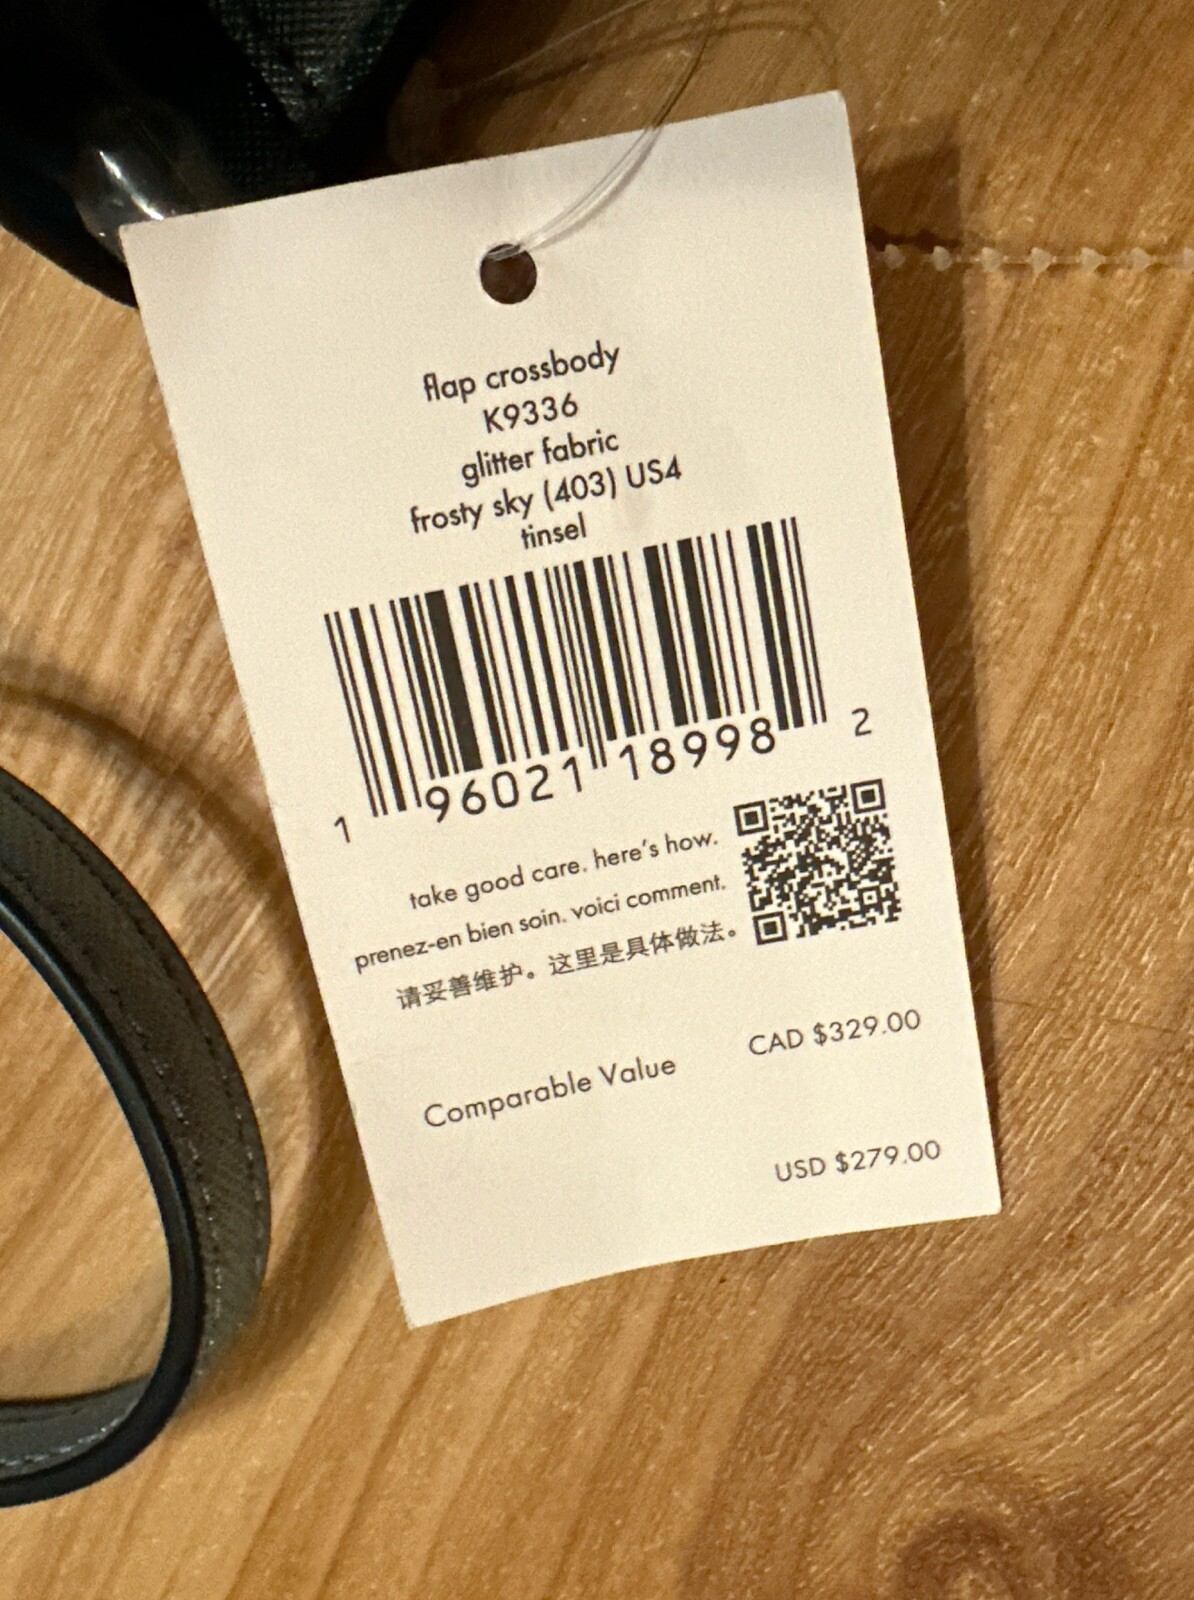 flap crossbody
K9336
glitter fabric
frosty sky (403) US4
tinsel
1 96021 18998 2
take good care. here's how.
prenez-en bien soin. voici comment.
请妥善维护。这里是具体做法。
Comparable Value CAD $329.00
USD $279.00